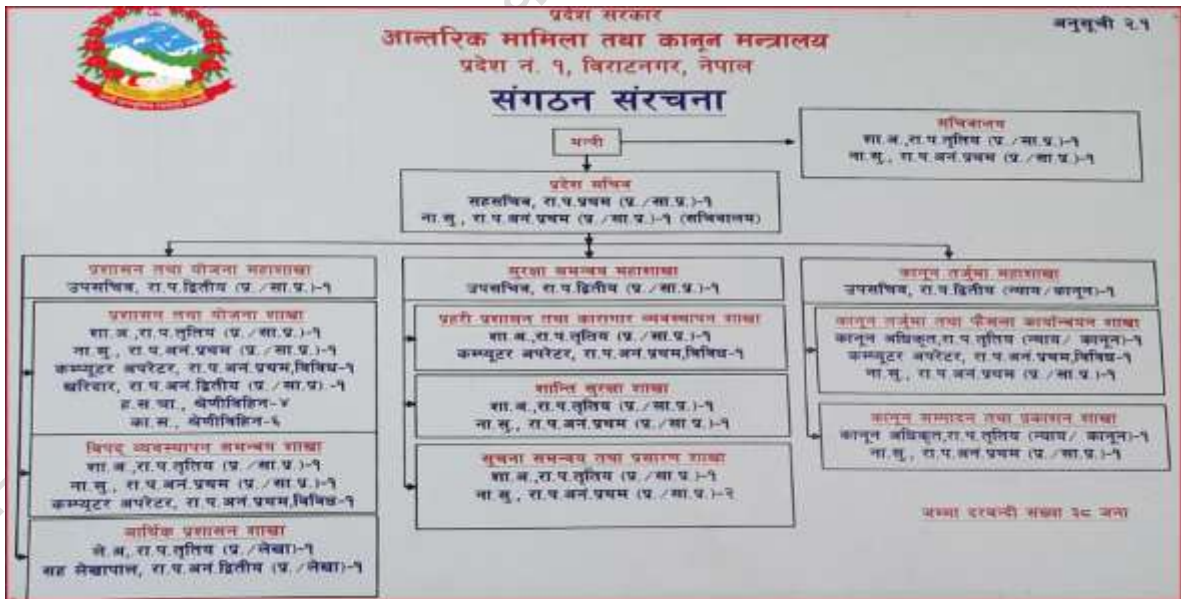 प्रदेश सरकार
अनुसूची २.१
आन्तरिक मामिला तथा कानून मन्त्रालय
प्रदेश नं. १, विराटनगर, नेपाल
संगठन संरचना
मन्त्री
सचिवालय
शा.अ.,रा.प.तृतिय (प्र./सा.प्र.)-१
ना.सु., रा.प.अनं.प्रथम (प्र./सा.प्र.)-१
प्रदेश सचिव
सहसचिव, रा.प.प्रथम (प्र./सा.प्र.)-१
ना.सु., रा.प.अनं.प्रथम (प्र./सा.प्र.)-१ (सचिवालय)
प्रशासन तथा योजना महाशाखा
उपसचिव, रा.प.द्वितीय (प्र./सा.प्र.)-१
प्रशासन तथा योजना शाखा
शा.अ.,रा.प.तृतिय (प्र./सा.प्र.)-१
ना.सु., रा.प.अनं.प्रथम (प्र./सा.प्र.)-१
कम्प्युटर अपरेटर, रा.प.अनं.प्रथम,विविध-१
खरिदार, रा.प.अनं.द्वितीय (प्र./सा.प्र).-१
ह.स.चा., श्रेणीविहिन-४
का.स., श्रेणीविहिन-६
विपद् व्यवस्थापन समन्वय शाखा
शा.अ.,रा.प.तृतिय (प्र./सा.प्र.)-१
ना.सु., रा.प.अनं.प्रथम (प्र./सा.प्र.)-१
कम्प्युटर अपरेटर, रा.प.अनं.प्रथम,विविध-१
आर्थिक प्रशासन शाखा
ले.अ, रा.प.तृतिय (प्र./लेखा)-१
सह लेखापाल, रा.प.अनं.द्वितीय (प्र./लेखा)-१
सुरक्षा समन्वय महाशाखा
उपसचिव, रा.प.द्वितीय (प्र./सा.प्र.)-१
प्रहरी प्रशासन तथा कारागार व्यवस्थापन शाखा
शा.अ.,रा.प.तृतिय (प्र./सा.प्र.)-१
कम्प्युटर अपरेटर, रा.प.अनं.प्रथम,विविध-१
शान्ति सुरक्षा शाखा
शा.अ.,रा.प.तृतिय (प्र./सा.प्र.)-१
ना.सु., रा.प.अनं.प्रथम (प्र./सा.प्र.)-१
सूचना समन्वय तथा प्रसारण शाखा
शा.अ.,रा.प.तृतिय (प्र./सा.प्र.)-१
ना.सु., रा.प.अनं.प्रथम (प्र./सा.प्र.)-२
कानून तर्जुमा महाशाखा
उपसचिव, रा.प.द्वितीय (न्याय/कानून)-१
कानून तर्जुमा तथा फैसला कार्यान्वयन शाखा
कानून अधिकृत,रा.प.तृतिय (न्याय/ कानून)-१
कम्प्युटर अपरेटर, रा.प.अनं.प्रथम,विविध-१
ना.सु., रा.प.अनं.प्रथम (प्र./सा.प्र.)-१
कानून सम्पादन तथा प्रकाशन शाखा
कानून अधिकृत,रा.प.तृतिय (न्याय/ कानून)-१
ना.सु., रा.प.अनं.प्रथम (प्र./सा.प्र.)-१
जम्मा दरबन्दी संख्या ३८ जना